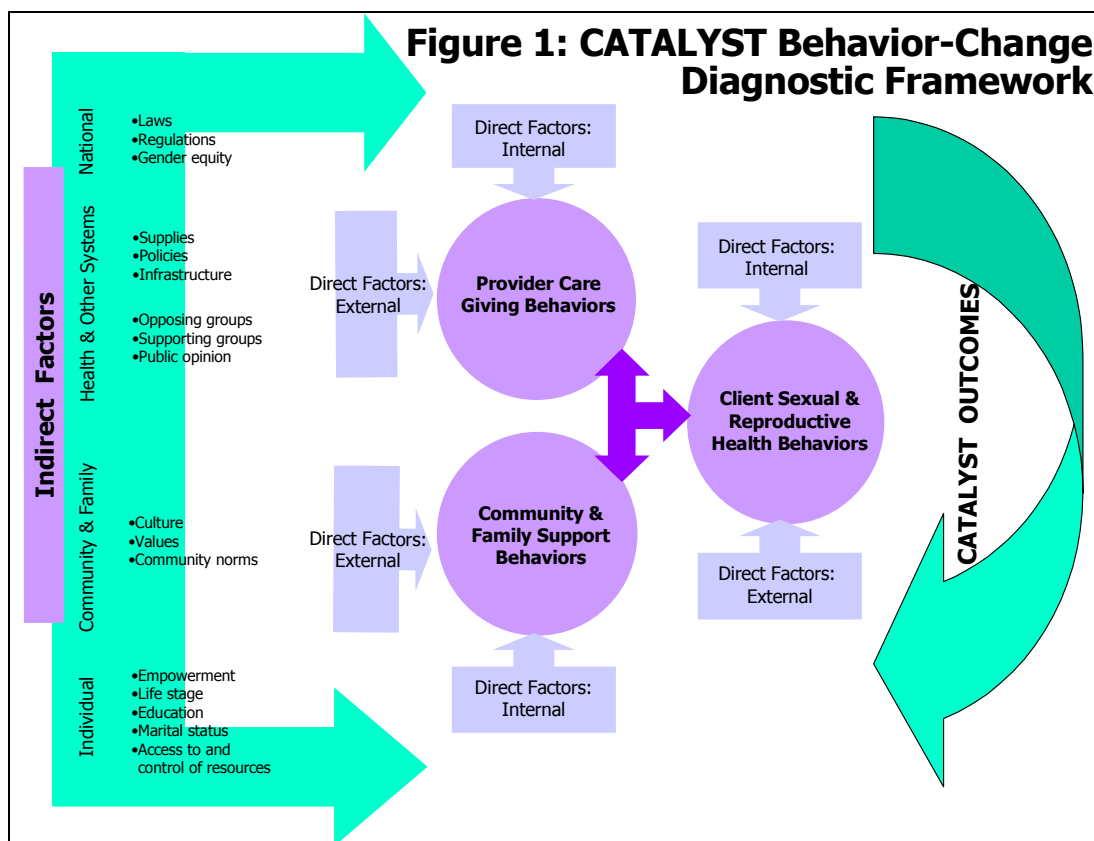 Figure 1: CATALYST Behavior-Change
Diagnostic Framework
Indirect Factors
National
•Laws
•Regulations
•Gender equity
Health & Other Systems
•Supplies
•Policies
•Infrastructure
•Opposing groups
•Supporting groups
•Public opinion
Community & Family
•Culture
•Values
•Community norms
Individual
•Empowerment
•Life stage
•Education
•Marital status
•Access to and
control of resources
Direct Factors:
Internal
Direct Factors:
External
Provider Care
Giving Behaviors
Direct Factors:
Internal
Client Sexual &
Reproductive
Health Behaviors
Direct Factors:
External
Direct Factors:
External
Community &
Family Support
Behaviors
Direct Factors:
Internal
CATALYST OUTCOMES